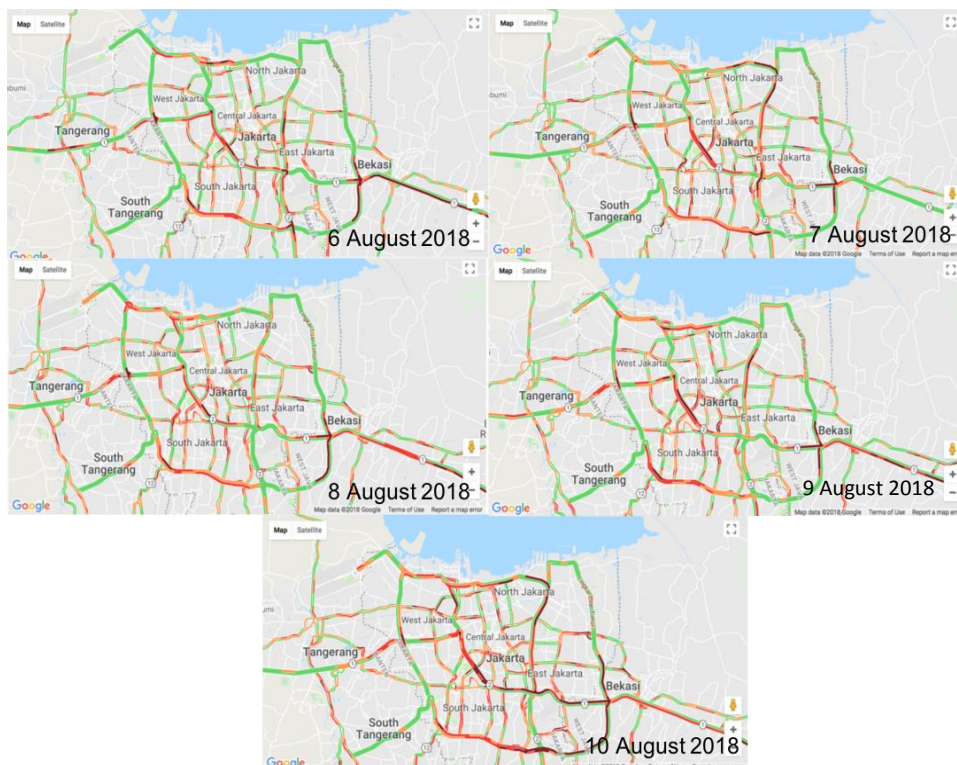 Map Satellite
North Jakarta
West Jakarta
Central Jakarta
Tangerang
Jakarta
East Jakarta
Bekasi
South Jakarta
South
Tangerang
6 August 2018
Google
Map Satellite
North Jakarta
West Jakarta
Central Jakarta
Tangerang
Jakarta
East Jakarta
Bekasi
South Jakarta
South
Tangerang
7 August 2018
Google
Map data ©2018 Google Terms of Use Report a map error
Map Satellite
North Jakarta
West Jakarta
Central Jakarta
Tangerang
Jakarta
East Jakarta
Bekasi
South Jakarta
South
Tangerang
8 August 2018
Google
Map data ©2018 Google Terms of Use Report a map error
Map Satellite
North Jakarta
West Jakarta
Central Jakarta
Tangerang
Jakarta
East Jakarta
Bekasi
South Jakarta
South
Tangerang
9 August 2018
Google
Map data ©2018 Google Terms of Use Report a map error
Map Satellite
North Jakarta
West Jakarta
Central Jakarta
Tangerang
Jakarta
East Jakarta
Bekasi
South Jakarta
South
Tangerang
10 August 2018